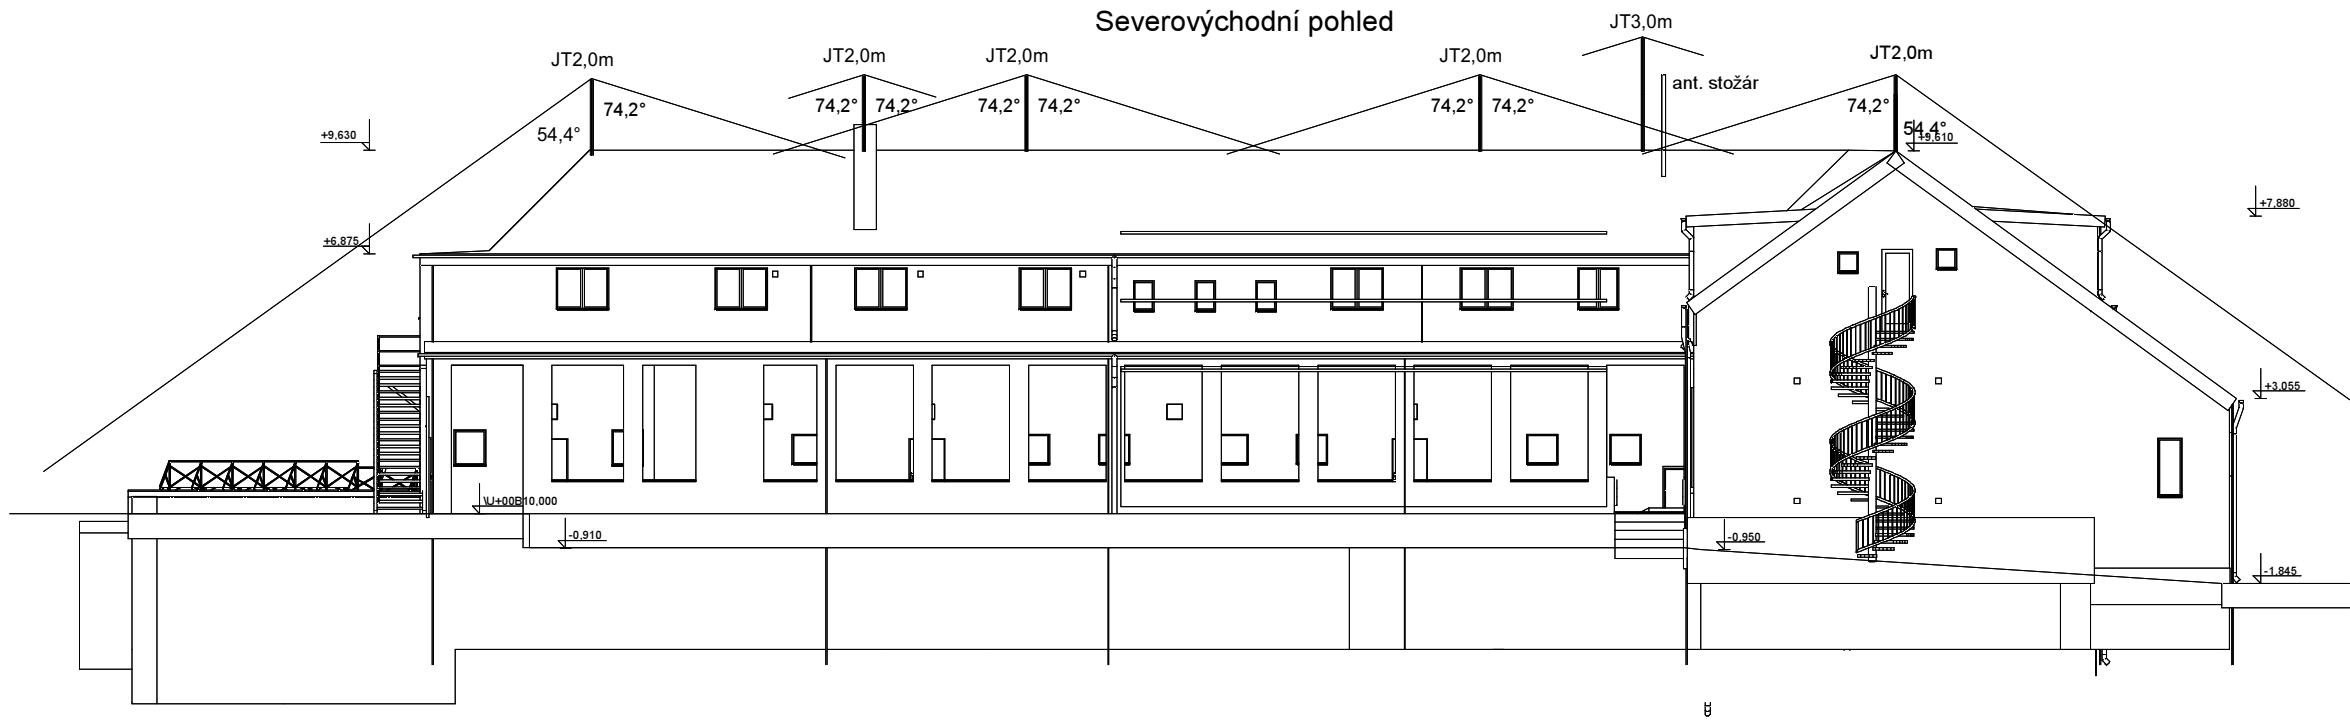 Severovýchodní pohled
JT3,0m
JT2,0m
JT2,0m
JT2,0m
JT2,0m
JT2,0m
ant. stožár
74,2°
74,2°
74,2°
74,2°
74,2°
74,2°
74,2°
74,2°
54,4°
54,4°
+9,630
+9,610
+7,880
+6,875
+3,055
\U+00B10,000
-0,910
-0,950
-1,845